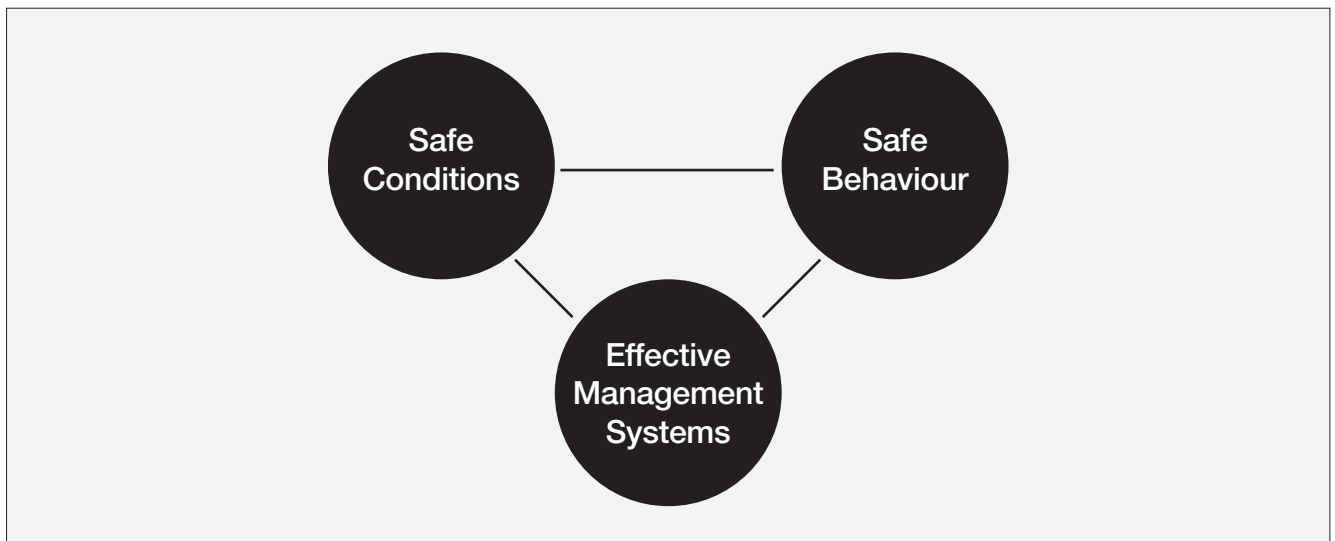 Safe
Conditions
Safe
Behaviour
Effective
Management
Systems